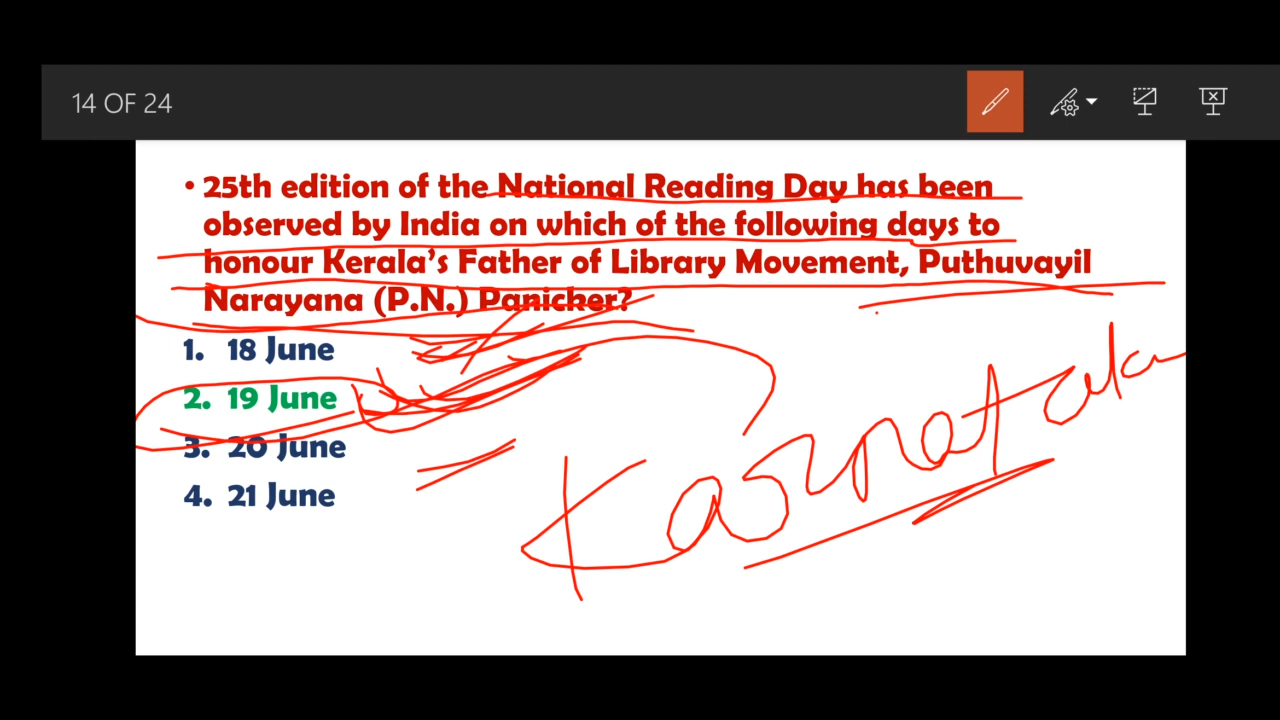 14 OF 24
• 25th edition of the National Reading Day has been
observed by India on which of the following days to
honour Kerala's Father of Library Movement, Puthuvayil
Narayana (P.N.) Panicker?
1. 18 June
2. 19 June
3. 20 June
4. 21 June
Karnataka